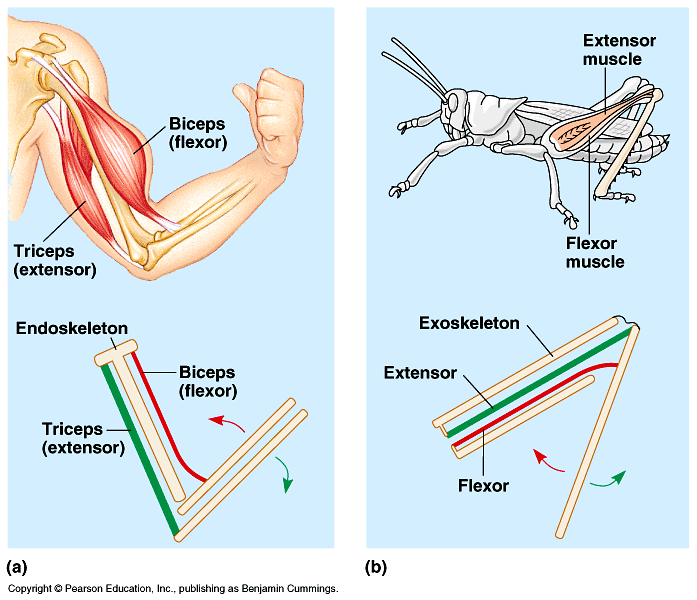 Biceps
(flexor)
Triceps
(extensor)
Endoskeleton
Biceps
(flexor)
Triceps
(extensor)
(a)
Extensor
muscle
Flexor
muscle
Exoskeleton
Extensor
Flexor
(b)
Copyright © Pearson Education, Inc., publishing as Benjamin Cummings.